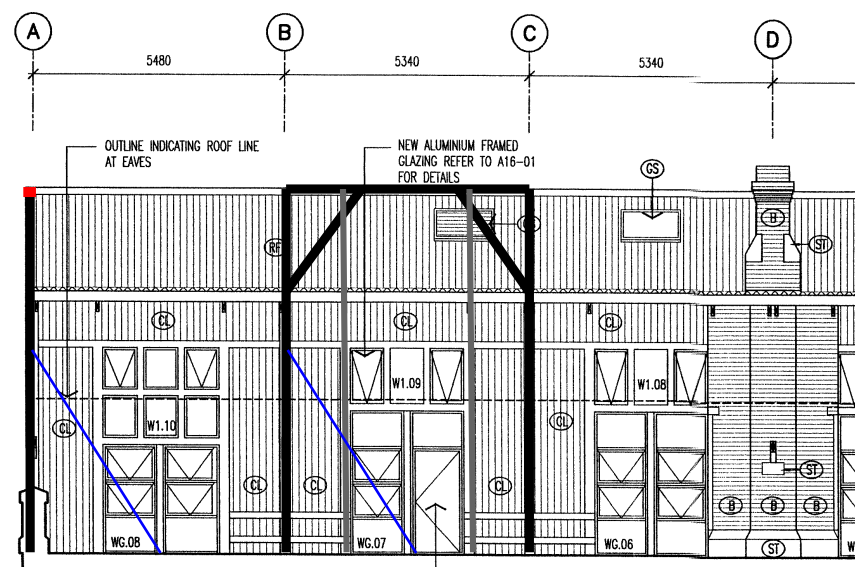 A
B
C
D
5480
5340
5340
OUTLINE INDICATING ROOF LINE
AT EAVES
NEW ALUMINIUM FRAMED
GLAZING REFER TO A16-01
FOR DETAILS
GS
B
ST
RF
CL
CL
CL
W1.09
W1.08
W1.10
CL
CL
ST
CL
CL
CL
B
B
B
WG.08
WG.07
WG.06
ST
W